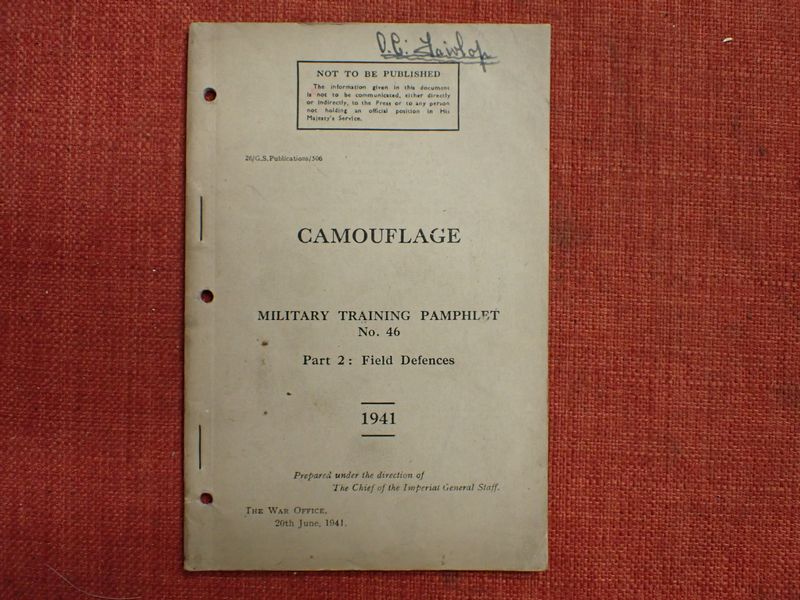 NOT TO BE PUBLISHED
The information given in this document
is not to be communicated, either directly
or indirectly, to the Press or to any person
not holding an official position in His
Majesty's Service.
26/G.S. Publications/506
CAMOUFLAGE
MILITARY TRAINING PAMPHLET
No. 46
Part 2: Field Defences
1941
Prepared under the direction of
The Chief of the Imperial General Staff.
THE WAR OFFICE,
20th June, 1941.